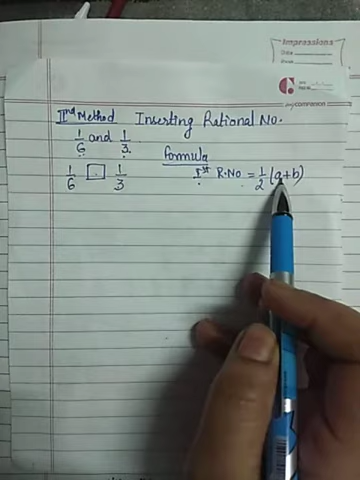 Impressions
IInd Method Inserting Rational No.
1/6 and 1/3.
Formula
1/6 . 1/3 Ist R.No = 1/2 (a+b)